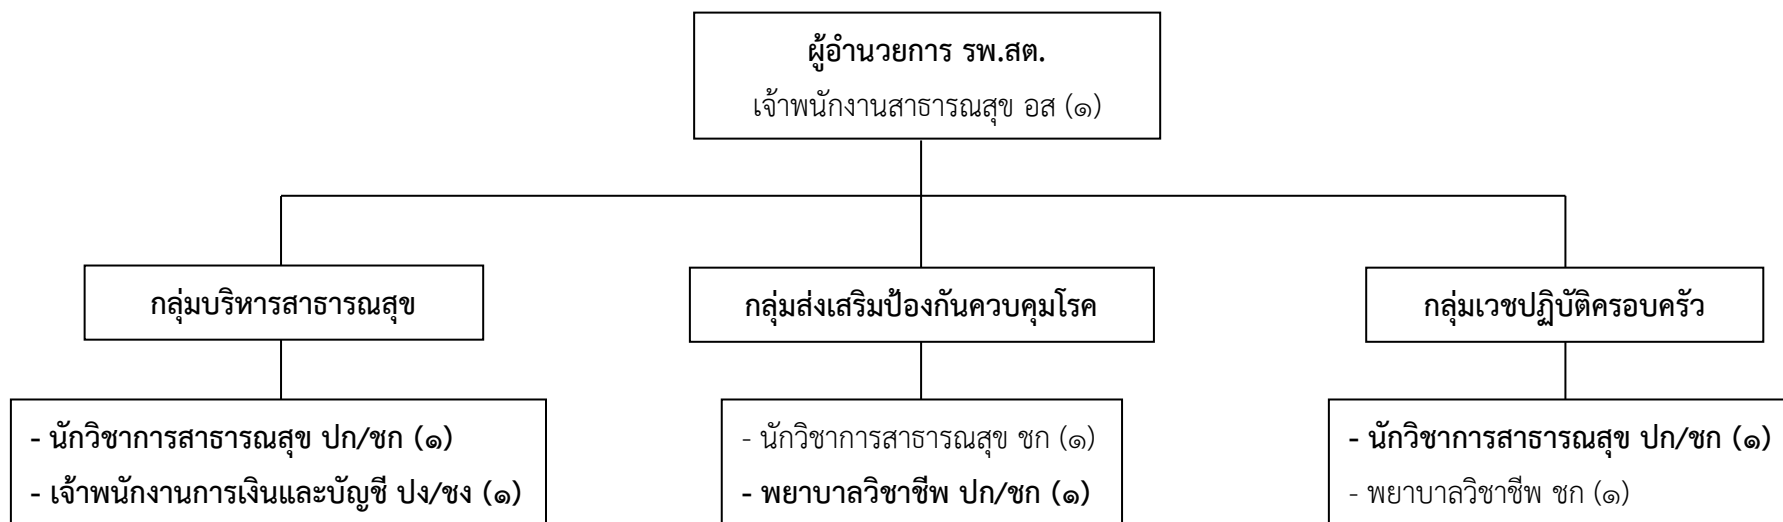 ผู้อำนวยการ รพ.สต.
เจ้าพนักงานสาธารณสุข อส (๑)
กลุ่มบริหารสาธารณสุข
- นักวิชาการสาธารณสุข ปก/ชก (๑)
- เจ้าพนักงานการเงินและบัญชี ปง/ชง (๑)
กลุ่มส่งเสริมป้องกันควบคุมโรค
- นักวิชาการสาธารณสุข ชก (๑)
- พยาบาลวิชาชีพ ปก/ชก (๑)
กลุ่มเวชปฏิบัติครอบครัว
- นักวิชาการสาธารณสุข ปก/ชก (๑)
- พยาบาลวิชาชีพ ชก (๑)